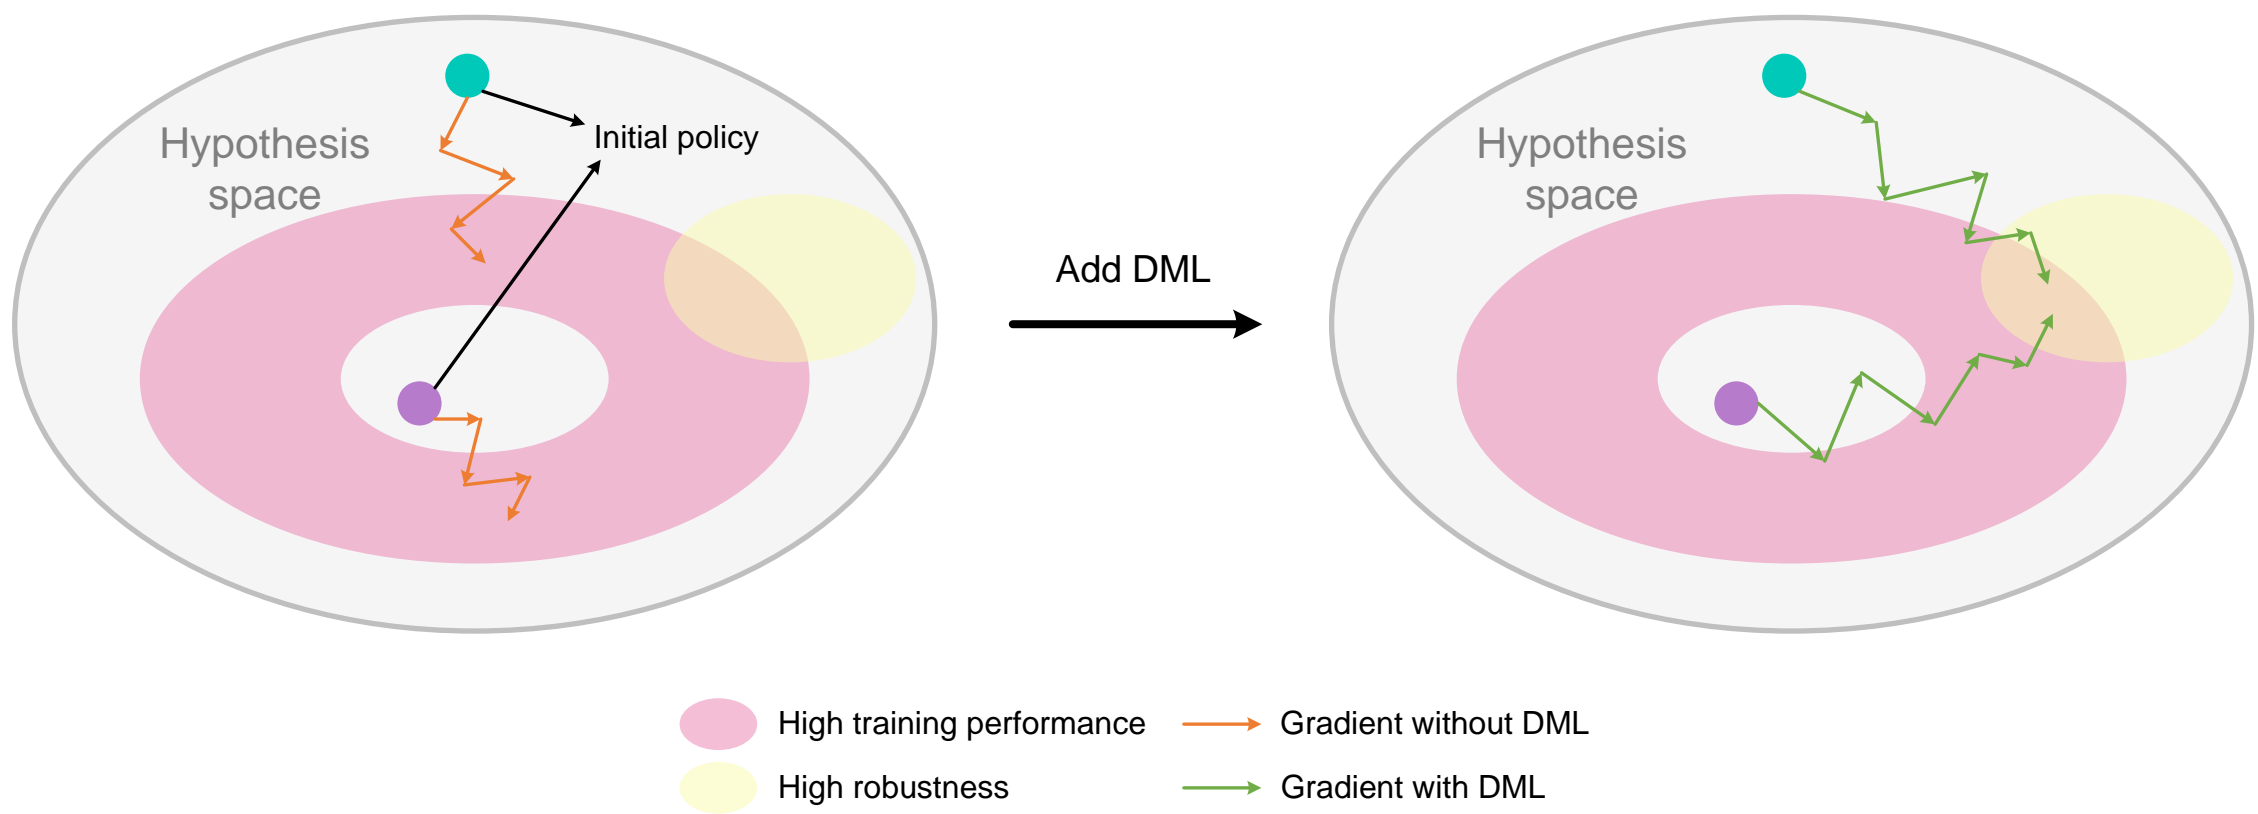 Hypothesis
space
Initial policy
Add DML
Hypothesis
space
High training performance
Gradient without DML
High robustness
Gradient with DML